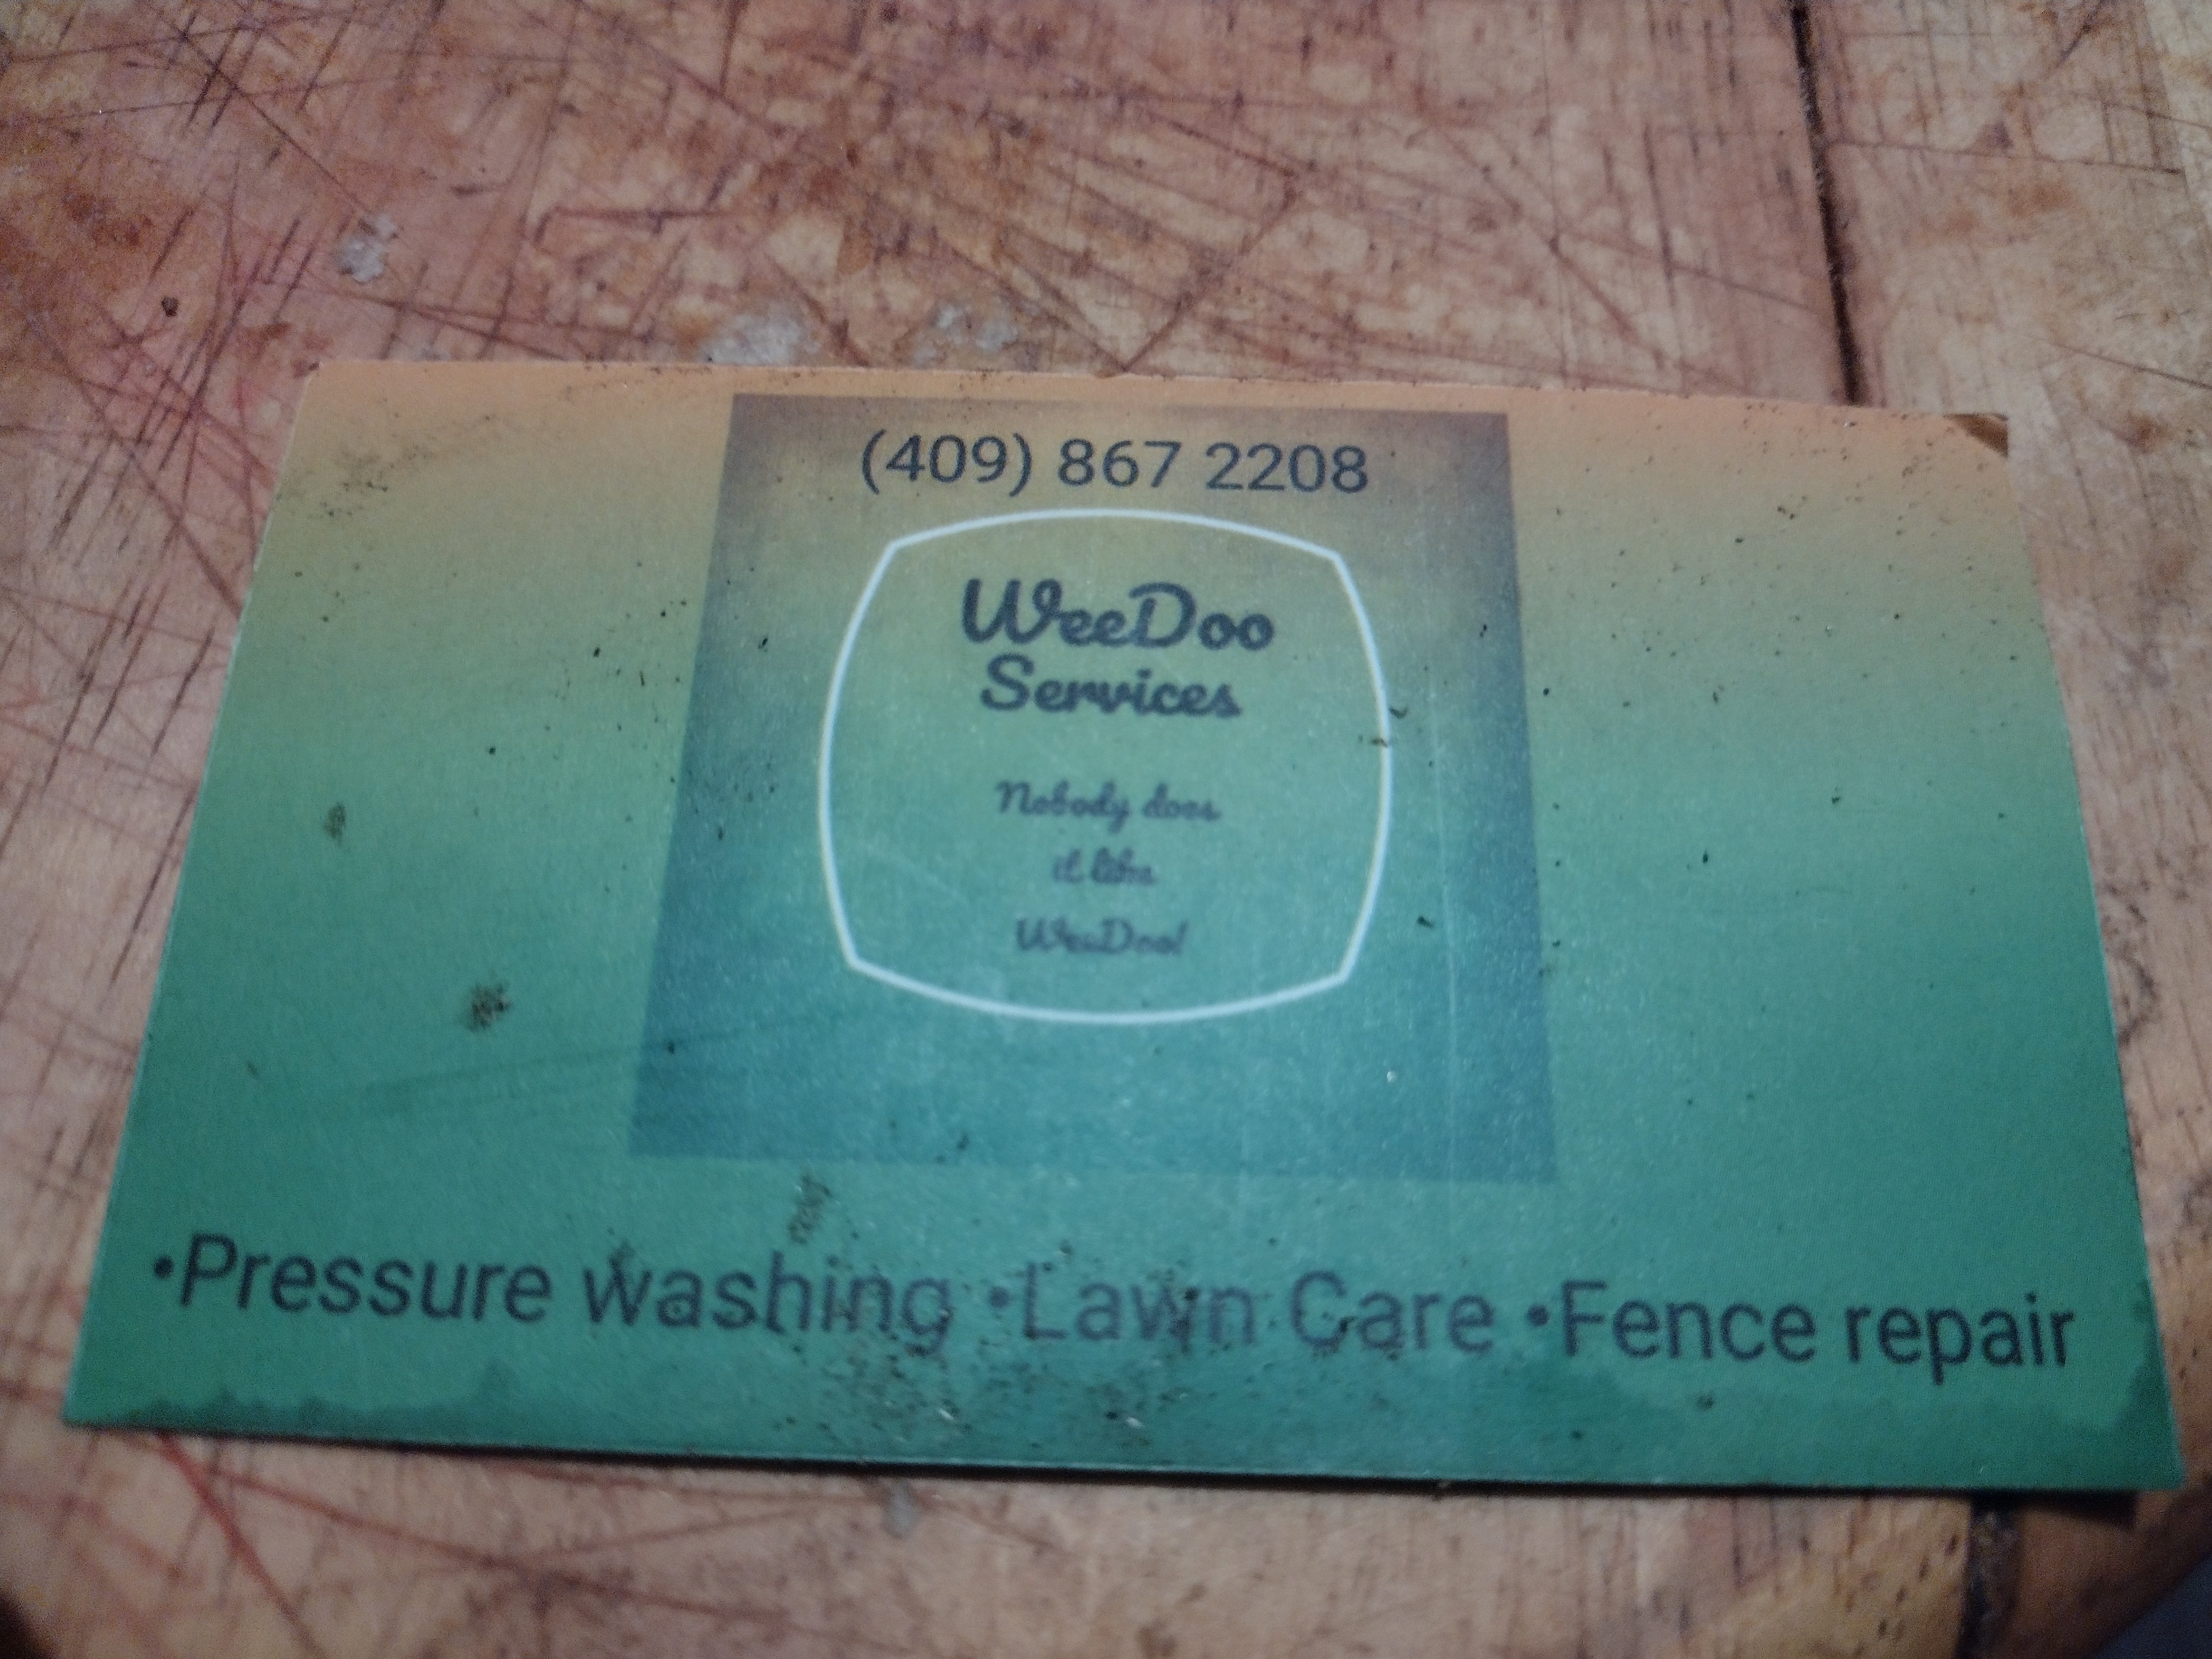 (409) 867 2208
WeeDoo
Services
Nobody does
it like
WeeDoo!
•Pressure washing •Lawn Care •Fence repair